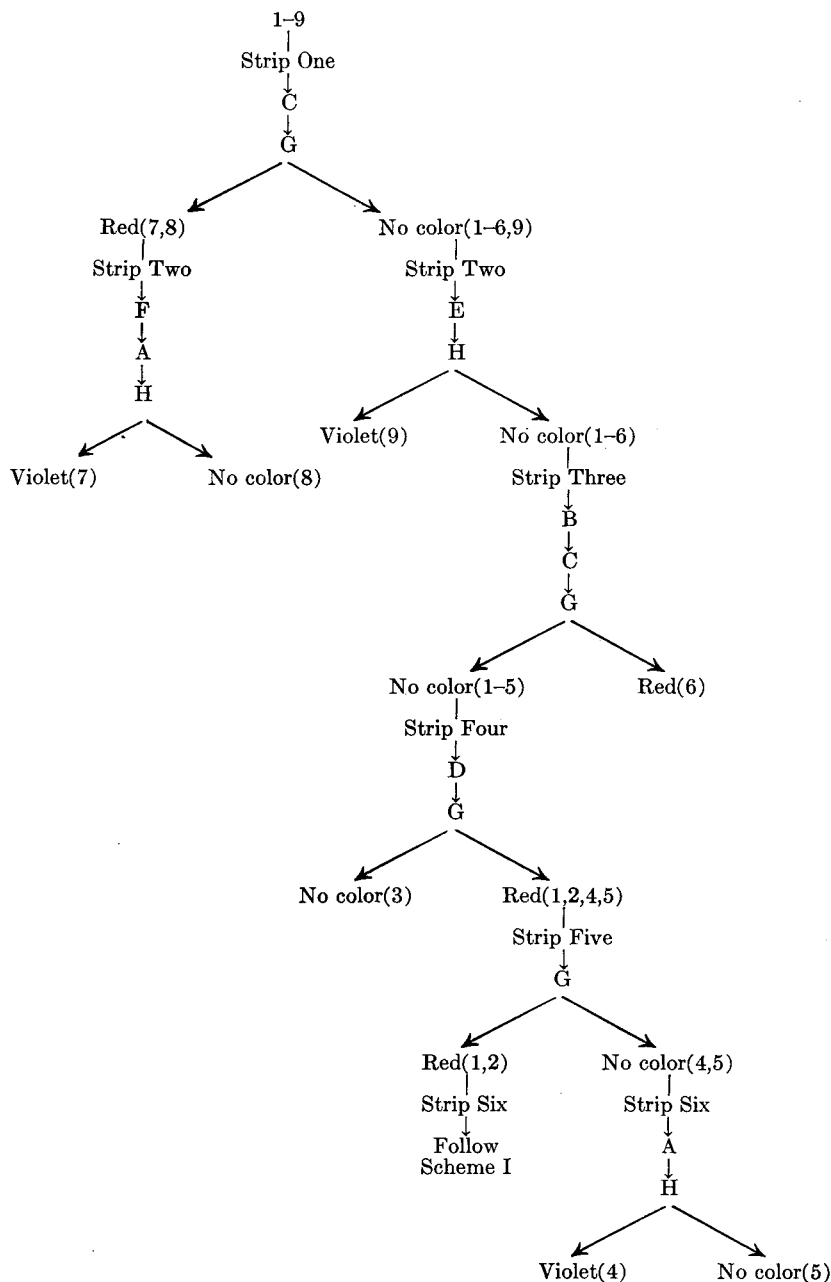 1–9
Strip One
C
G
Red(7,8) No color(1–6,9)
Strip Two Strip Two
F E
A H
H
Violet(9) No color(1–6)
Violet(7) No color(8) Strip Three
B
C
G
No color(1–5) Red(6)
Strip Four
D
G
No color(3) Red(1,2,4,5)
Strip Five
G
Red(1,2) No color(4,5)
Strip Six Strip Six
Follow A
Scheme I
H
Violet(4) No color(5)